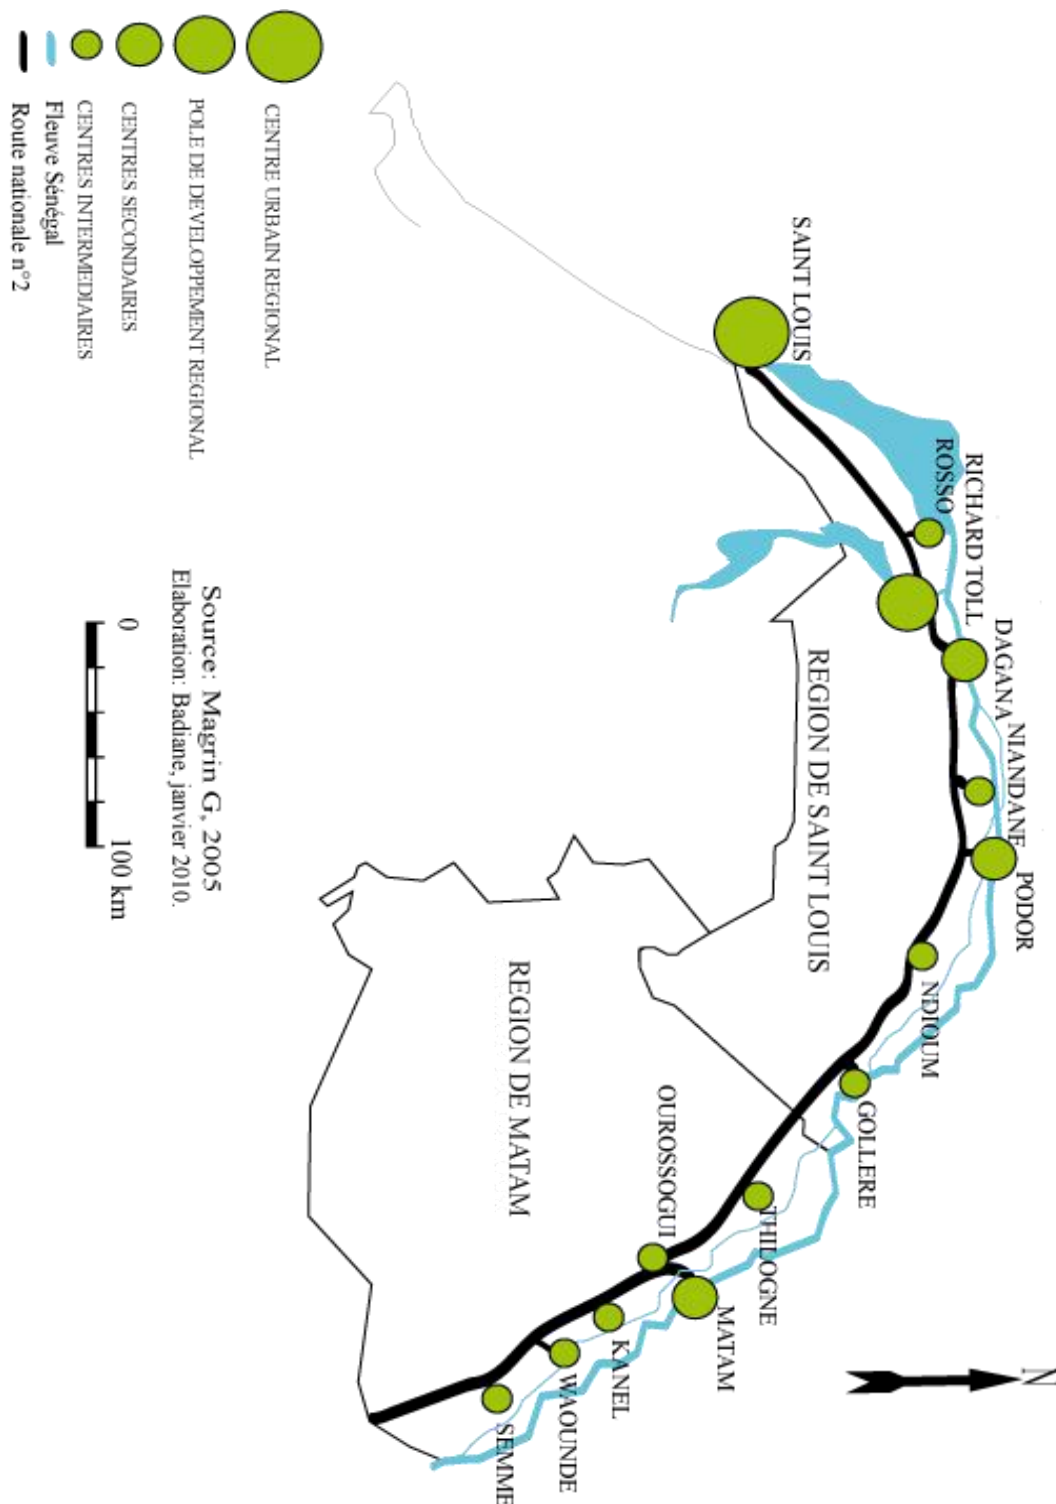 N
SAINT LOUIS
ROSSO
RICHARD TOLL
DAGANA
NIANDANE
PODOR
NDIOUM
GOLLERE
THILOGNE
OUROSSOGUI
MATAM
KANEL
WAOUNDE
SEMME
REGION DE SAINT LOUIS
REGION DE MATAM
CENTRE URBAIN REGIONAL
POLE DE DEVELOPPEMENT REGIONAL
CENTRES SECONDAIRES
CENTRES INTERMEDIAIRES
Fleuve Sénégal
Route nationale n°2
Source: Magrin G, 2005
Elaboration: Badiane, janvier 2010.
0 100 km